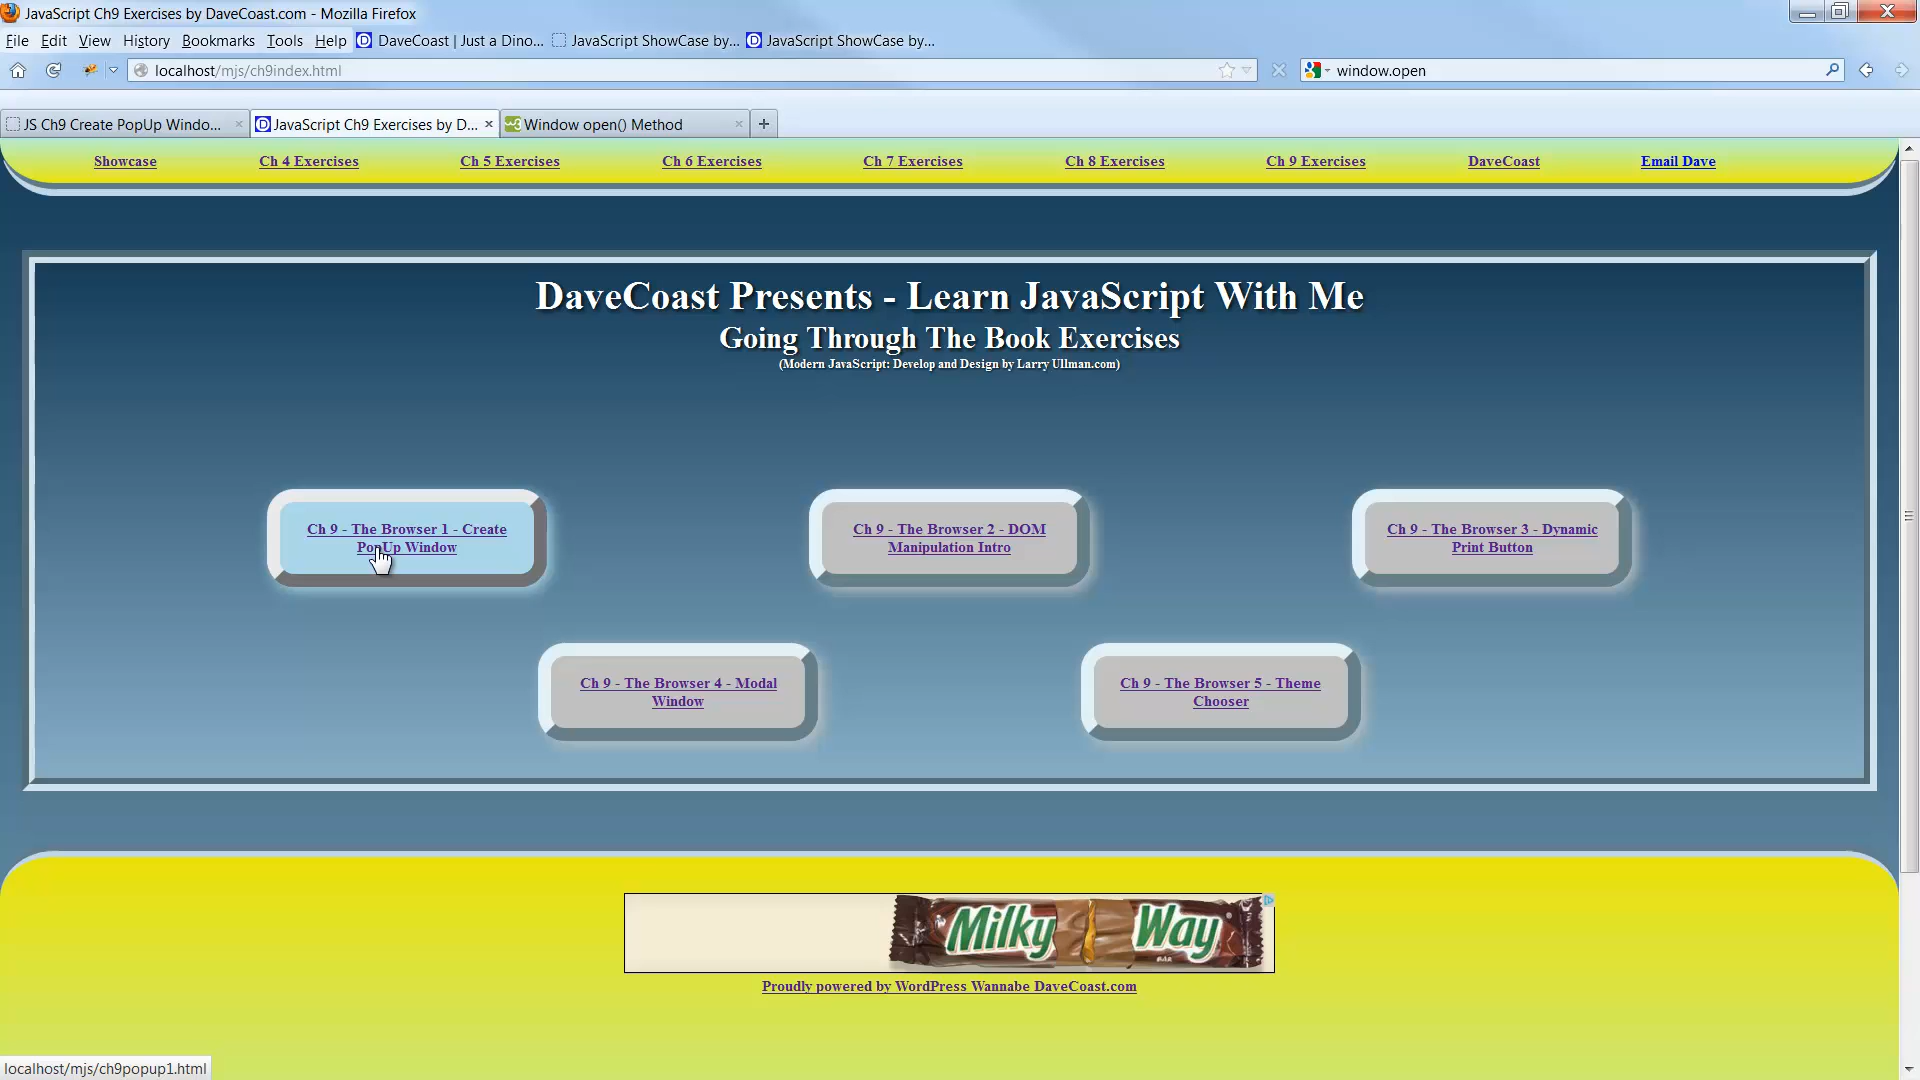 JavaScript Ch9 Exercises by DaveCoast.com - Mozilla Firefox
File Edit View History Bookmarks Tools Help DaveCoast | Just a Dino... JavaScript ShowCase by... JavaScript ShowCase by...
localhost/mjs/ch9index.html window.open
JS Ch9 Create PopUp Windo... JavaScript Ch9 Exercises by D... Window open() Method
Showcase Ch 4 Exercises Ch 5 Exercises Ch 6 Exercises Ch 7 Exercises Ch 8 Exercises Ch 9 Exercises DaveCoast Email Dave
DaveCoast Presents - Learn JavaScript With Me
Going Through The Book Exercises
(Modern JavaScript: Develop and Design by Larry Ullman.com)
Ch 9 - The Browser 1 - Create
PopUp Window
Ch 9 - The Browser 2 - DOM
Manipulation Intro
Ch 9 - The Browser 3 - Dynamic
Print Button
Ch 9 - The Browser 4 - Modal
Window
Ch 9 - The Browser 5 - Theme
Chooser
Milky Way
BAR
Proudly powered by WordPress Wannabe DaveCoast.com
localhost/mjs/ch9popup1.html